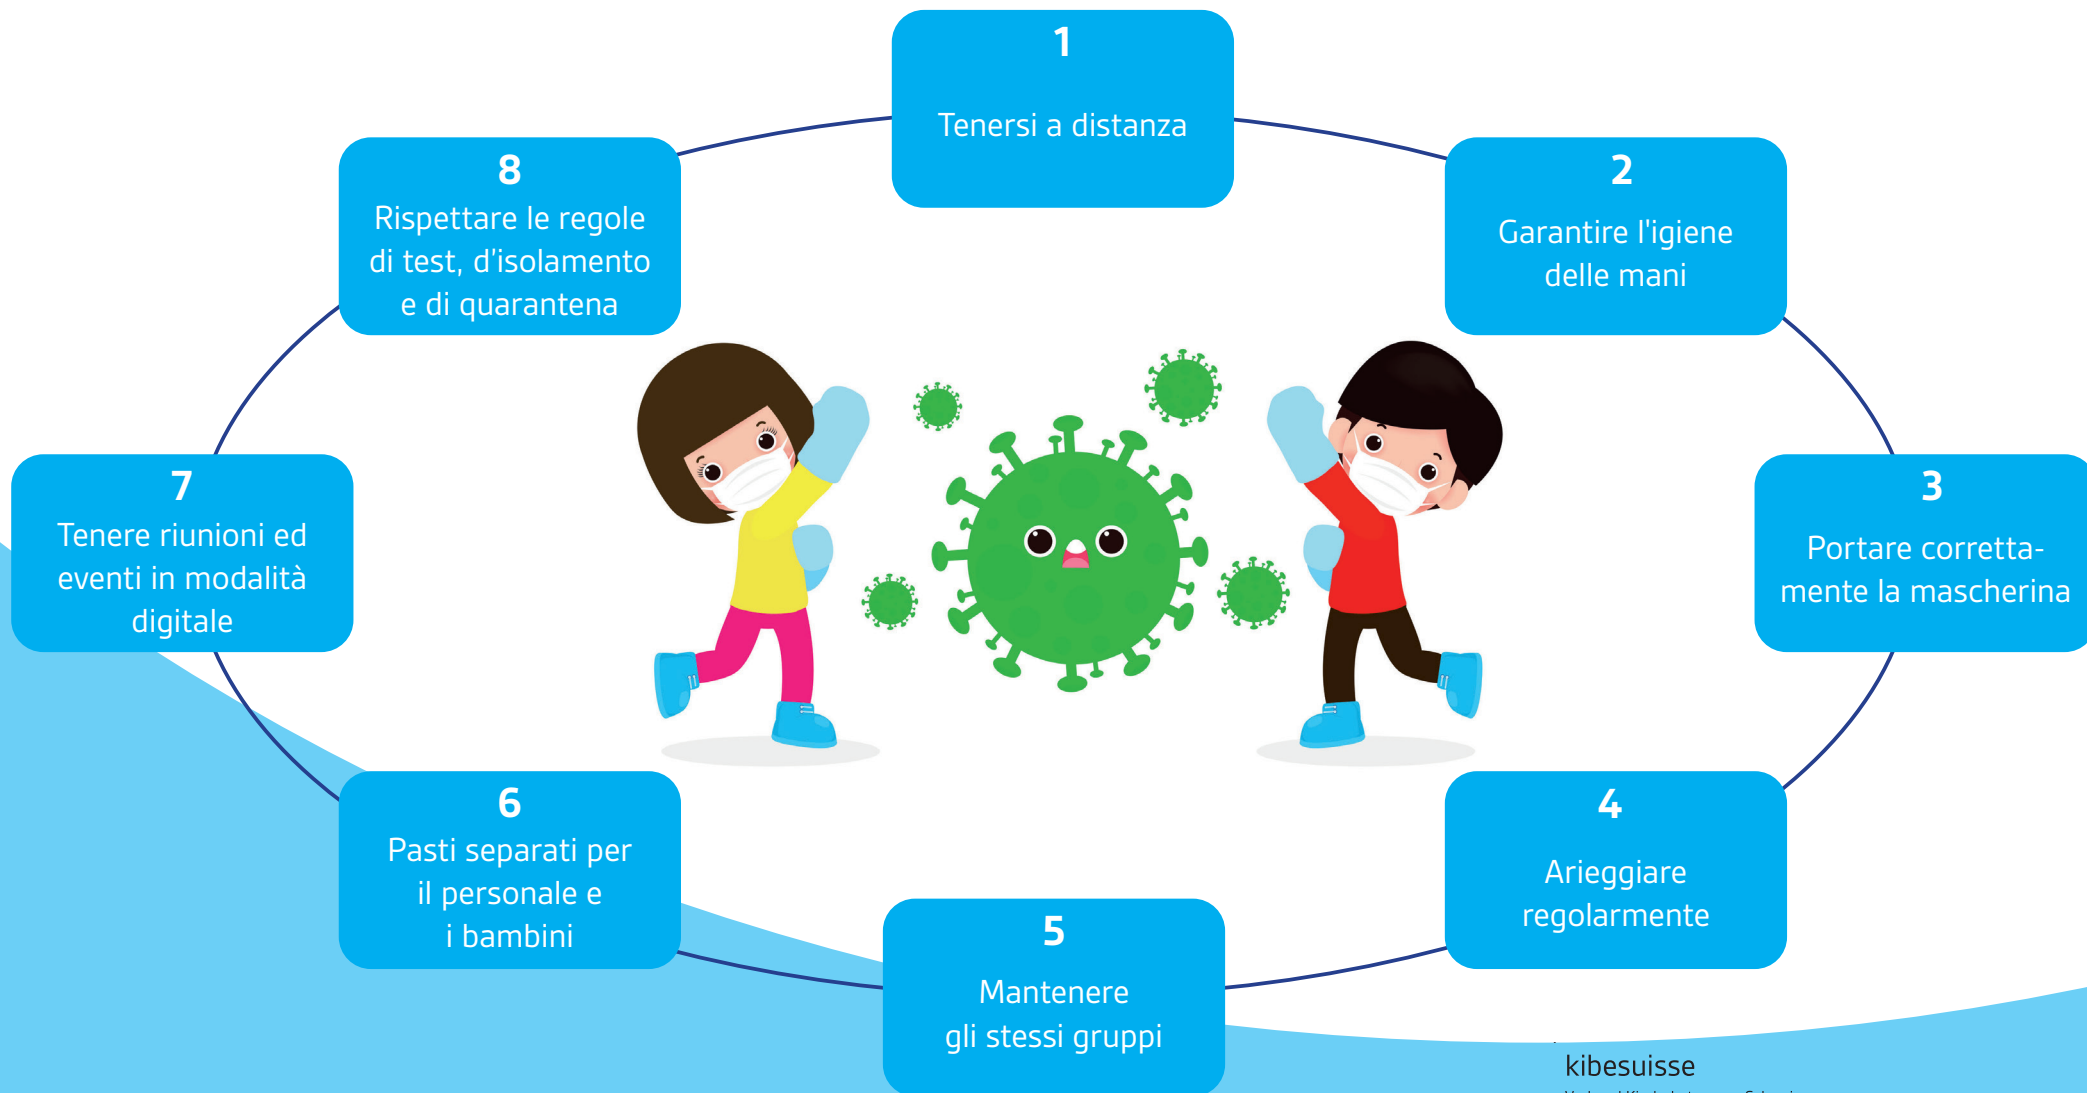 1
Tenersi a distanza
2
Garantire l'igiene
delle mani
3
Portare corretta-
mente la mascherina
4
Arieggiare
regolarmente
5
Mantenere
gli stessi gruppi
6
Pasti separati per
il personale e
i bambini
7
Tenere riunioni ed
eventi in modalità
digitale
8
Rispettare le regole
di test, d’isolamento
e di quarantena
kibesuisse